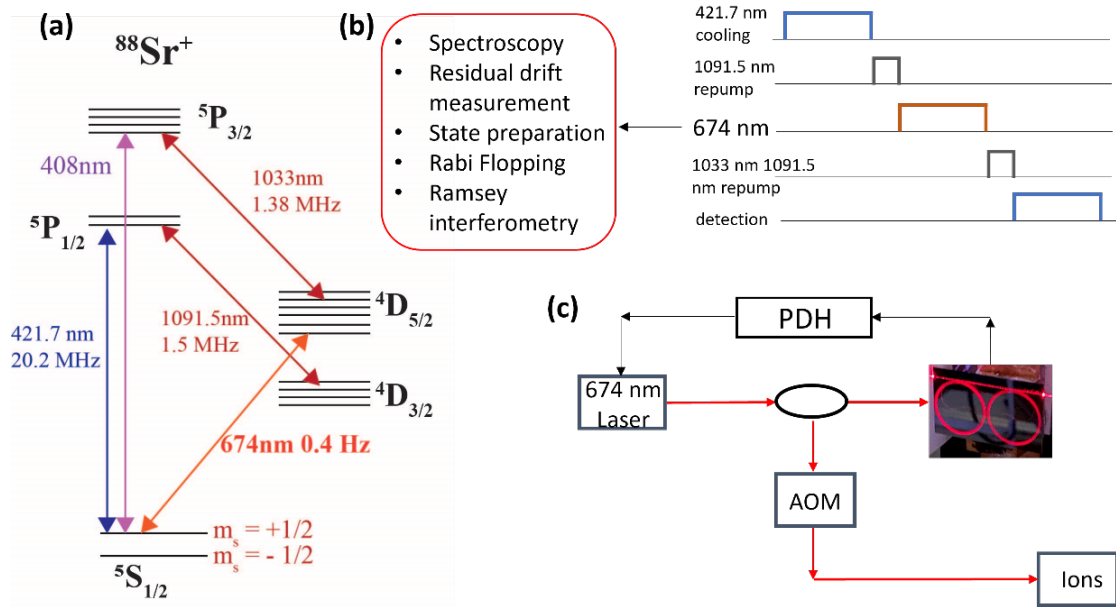 (a)
⁸⁸Sr⁺
⁵P₃/₂
408nm
1033nm
1.38 MHz
⁵P₁/₂
421.7 nm
20.2 MHz
1091.5nm
1.5 MHz
⁴D₅/₂
⁴D₃/₂
674nm 0.4 Hz
mₛ = +1/2
mₛ = - 1/2
⁵S₁/₂
(b)
• Spectroscopy
• Residual drift
measurement
• State preparation
• Rabi Flopping
• Ramsey
interferometry
421.7 nm
cooling
1091.5 nm
repump
674 nm
1033 nm 1091.5
nm repump
detection
(c)
PDH
674 nm
Laser
AOM
Ions